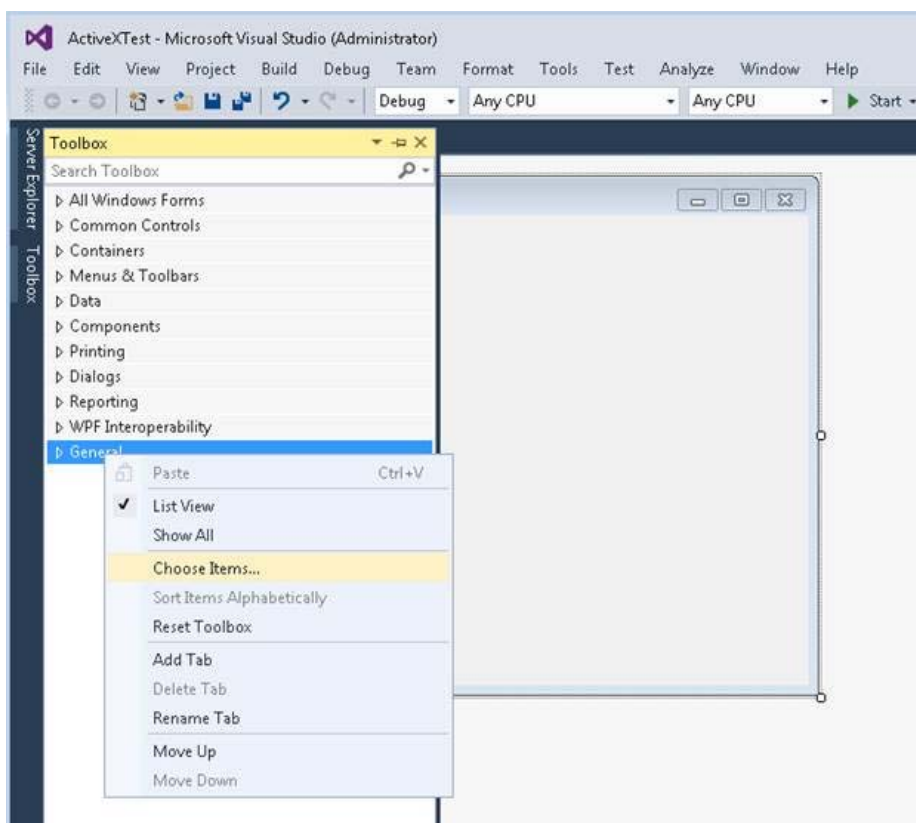 ActiveXTest - Microsoft Visual Studio (Administrator)
File Edit View Project Build Debug Team Format Tools Test Analyze Window Help
Debug Any CPU Any CPU Start
Server Explorer
Toolbox
Toolbox
Search Toolbox
All Windows Forms
Common Controls
Containers
Menus & Toolbars
Data
Components
Printing
Dialogs
Reporting
WPF Interoperability
General
Paste Ctrl+V
List View
Show All
Choose Items...
Sort Items Alphabetically
Reset Toolbox
Add Tab
Delete Tab
Rename Tab
Move Up
Move Down